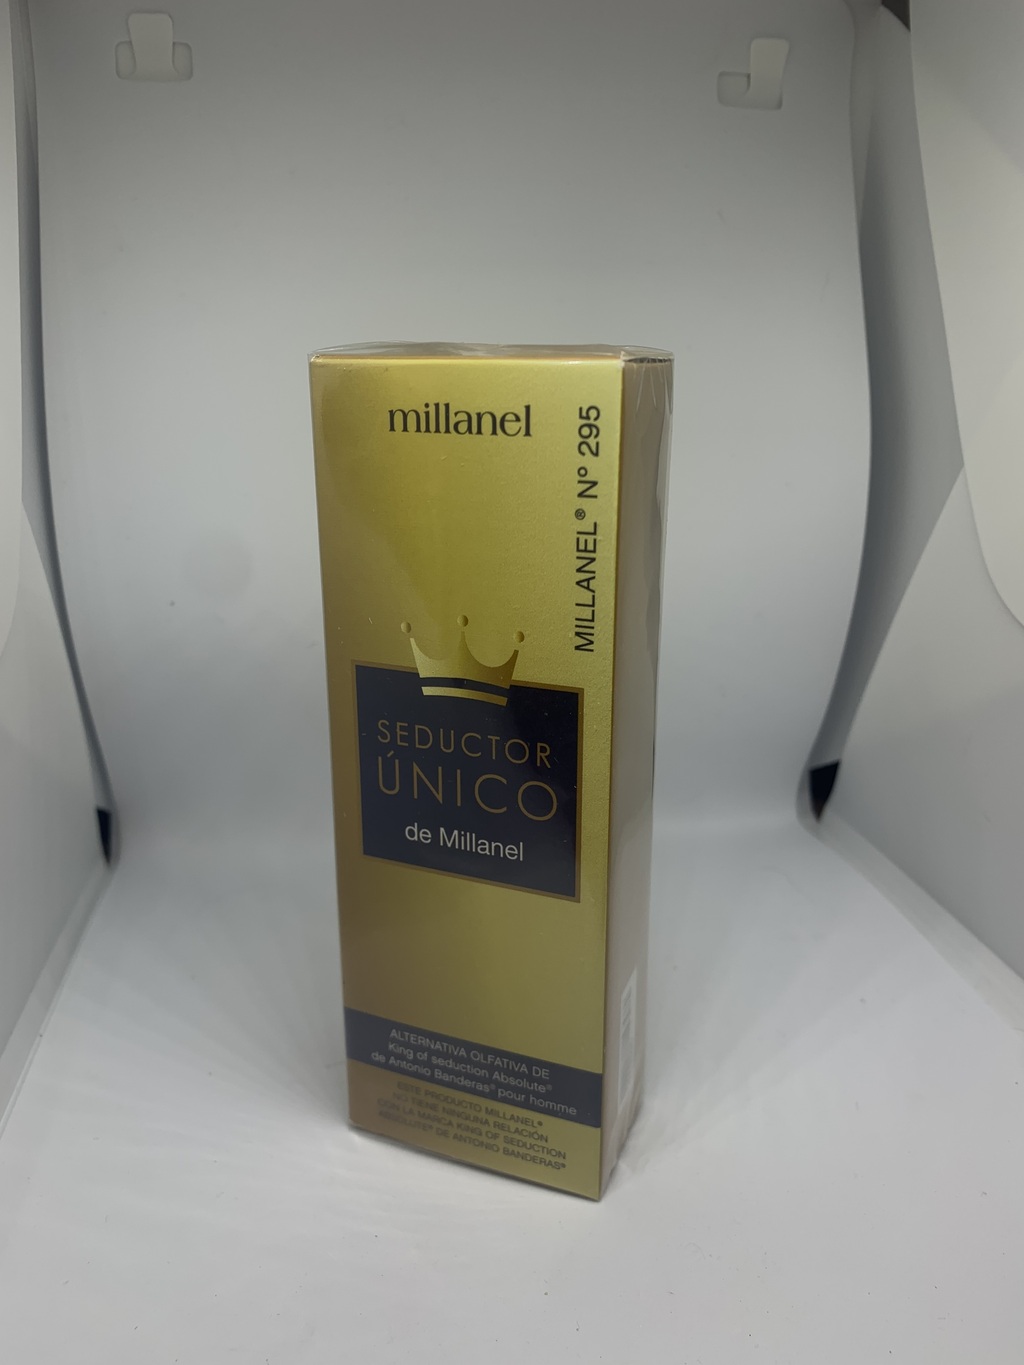 millanel
MILLANEL® Nº 295
SEDUCTOR
ÚNICO
de Millanel
ALTERNATIVA OLFATIVA DE
King of seduction Absolute®
de Antonio Banderas® pour homme
ESTE PRODUCTO MILLANEL®
NO TIENE NINGUNA RELACIÓN
CON LA MARCA KING OF SEDUCTION
ABSOLUTE® DE ANTONIO BANDERAS®